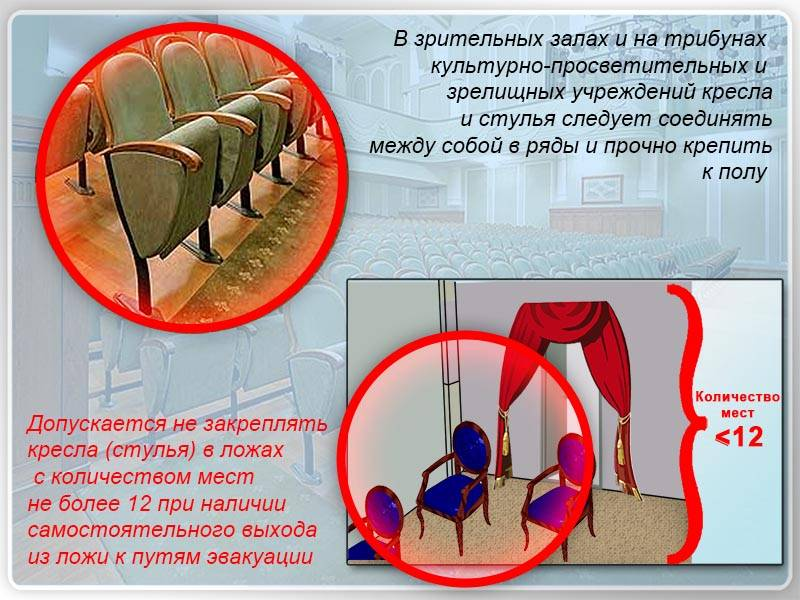 В зрительных залах и на трибунах
культурно-просветительных и
зрелищных учреждений кресла
и стулья следует соединять
между собой в ряды и прочно крепить
к полу
Количество
мест
⩽12
Допускается не закреплять
кресла (стулья) в ложах
с количеством мест
не более 12 при наличии
самостоятельного выхода
из ложи к путям эвакуации